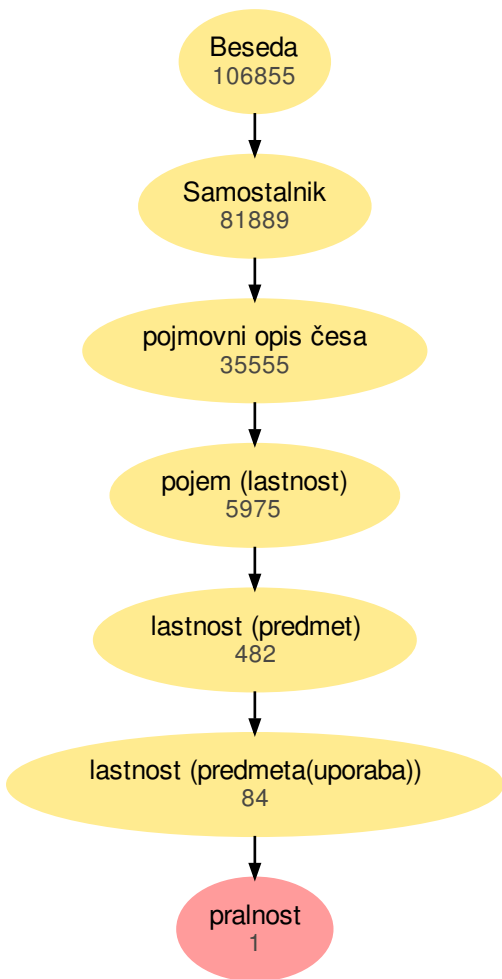 Beseda
106855
Samostalnik
81889
pojmovni opis česa
35555
pojem (lastnost)
5975
lastnost (predmet)
482
lastnost (predmeta(uporaba))
84
pralnost
1